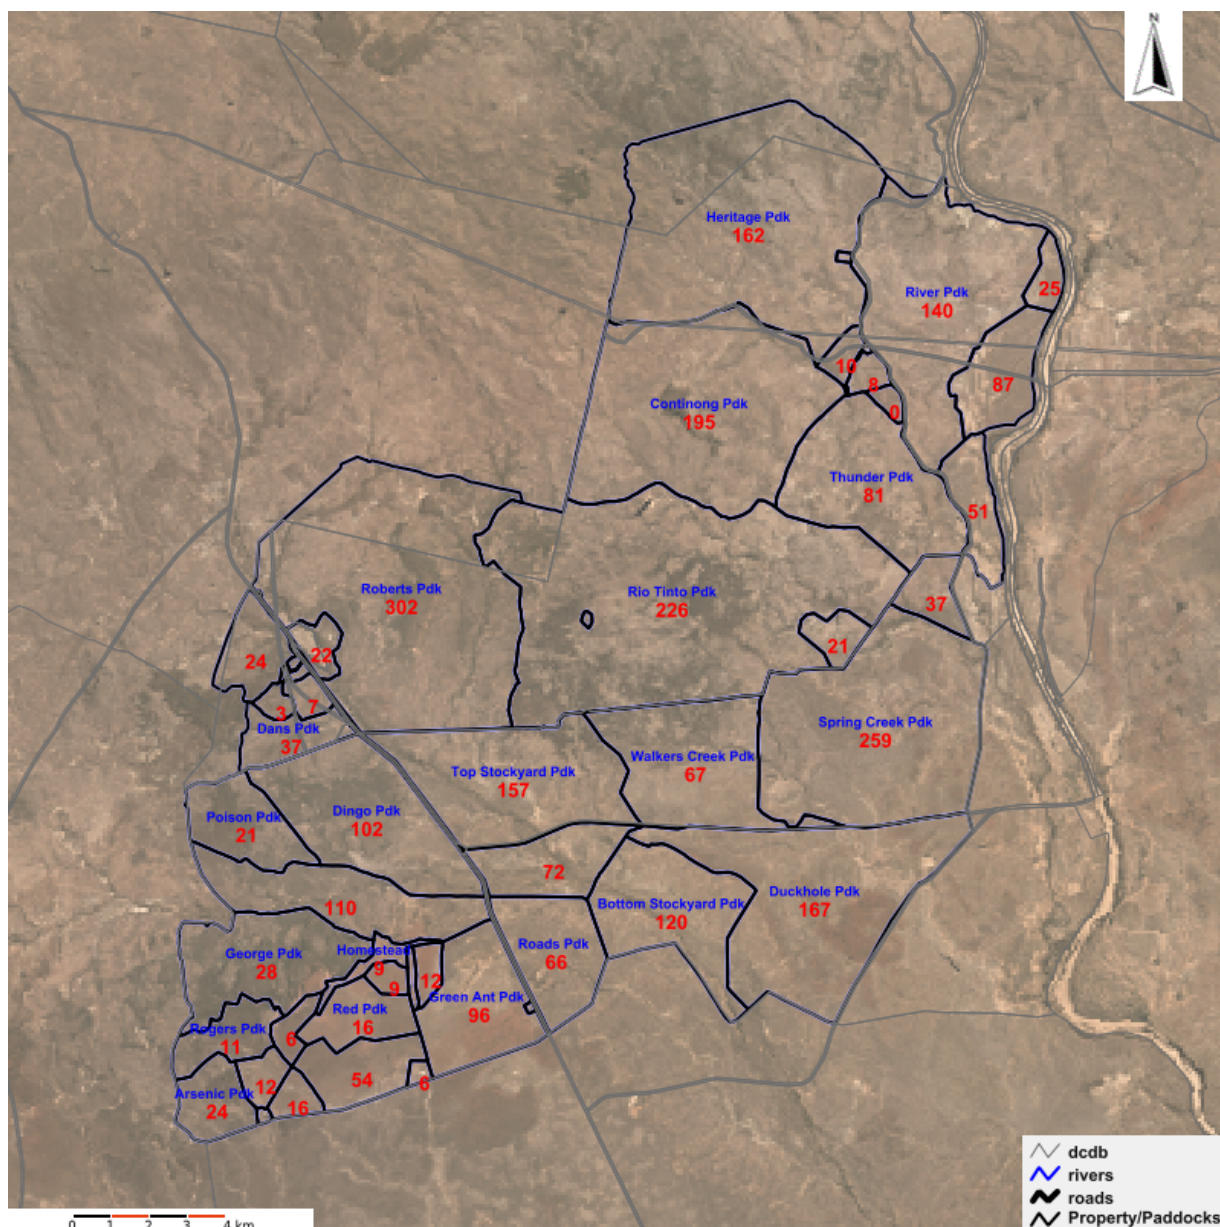 N
Heritage Pdk
162
River Pdk
140
25
10
8
87
0
Continong Pdk
195
Thunder Pdk
81
51
Roberts Pdk
302
Rio Tinto Pdk
226
37
21
24
22
7
3
Dans Pdk
37
Spring Creek Pdk
259
Walkers Creek Pdk
67
Top Stockyard Pdk
157
Poison Pdk
21
Dingo Pdk
102
72
110
Bottom Stockyard Pdk
120
Duckhole Pdk
167
Roads Pdk
66
George Pdk
28
Homestead
9
9
12
Green Ant Pdk
96
Red Pdk
16
Rogers Pdk
11
6
54
6
12
16
Arsenic Pdk
24
dcdb
rivers
roads
Property/Paddocks
0 1 2 3 4 km